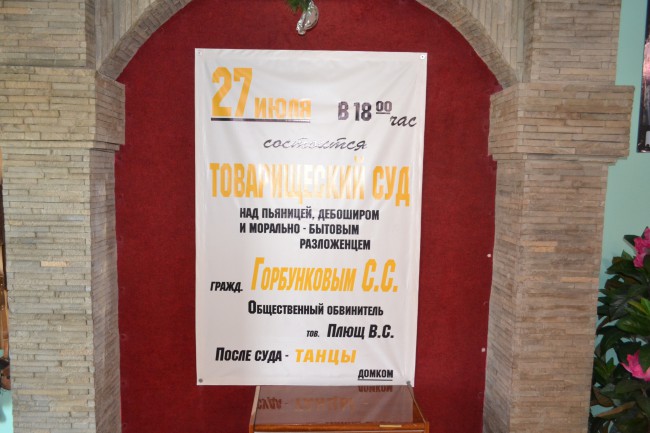 27 ИЮЛЯ В 18 00 час
состоится
ТОВАРИЩЕСКИЙ СУД
НАД ПЬЯНИЦЕЙ, ДЕБОШИРОМ
И МОРАЛЬНО - БЫТОВЫМ
РАЗЛОЖЕНЦЕМ
ГРАЖД. ГОРБУНКОВЫМ С.С.
ОБЩЕСТВЕННЫЙ ОБВИНИТЕЛЬ
ТОВ. ПЛЮЩ В.С.
ПОСЛЕ СУДА - ТАНЦЫ
ДОМКОМ